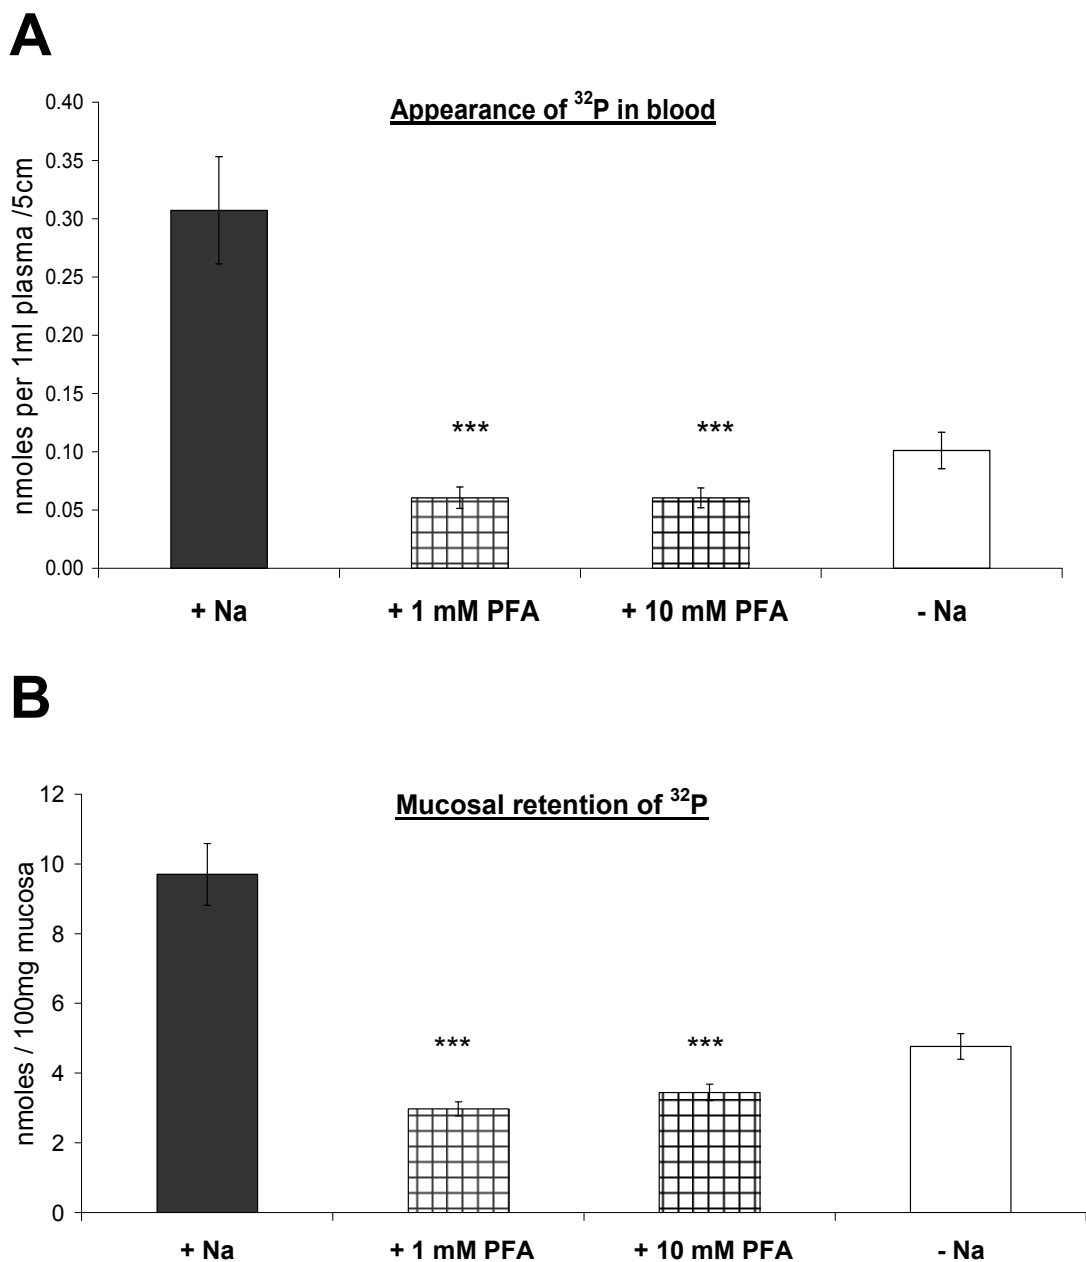 A
Appearance of ³²P in blood
nmoles per 1ml plasma /5cm
0.40
0.35
0.30
0.25
0.20
0.15
0.10
0.05
0.00
*** ***
+ Na + 1 mM PFA + 10 mM PFA - Na
B
Mucosal retention of ³²P
nmoles / 100mg mucosa
12
10
8
6
4
2
0
*** ***
+ Na + 1 mM PFA + 10 mM PFA - Na